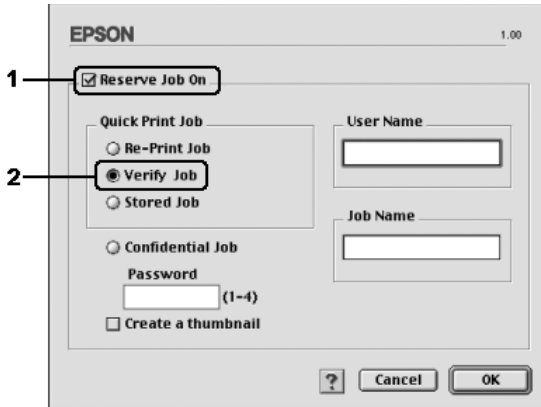 EPSON
1.00
1
Reserve Job On
Quick Print Job
Re-Print Job
2
Verify Job
Stored Job
Confidential Job
Password
(1-4)
Create a thumbnail
User Name
Job Name
?
Cancel
OK